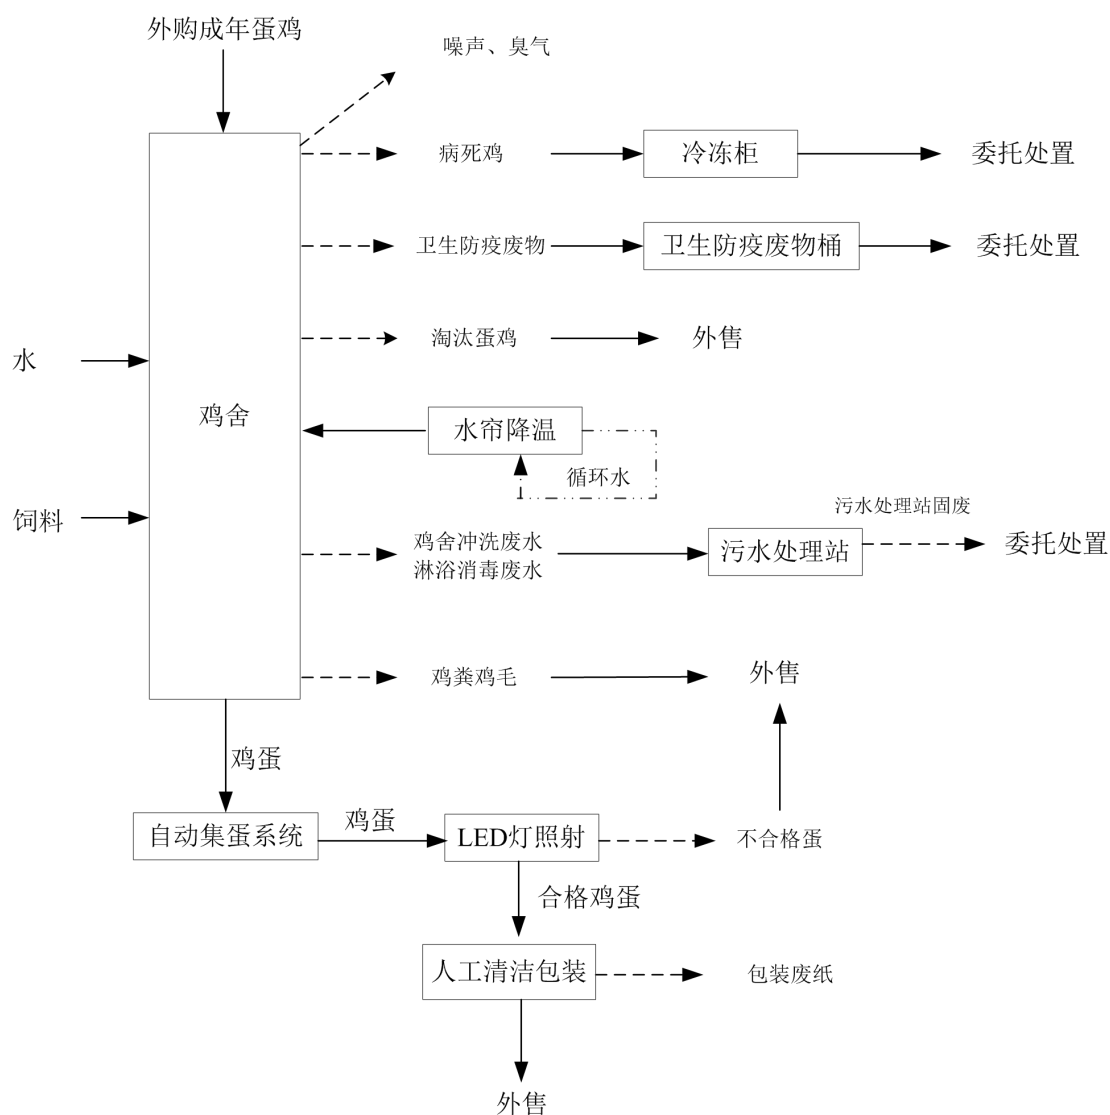 外购成年蛋鸡
噪声、臭气
病死鸡
冷冻柜
委托处置
卫生防疫废物
卫生防疫废物桶
委托处置
淘汰蛋鸡
外售
水
鸡舍
水帘降温
循环水
饲料
污水处理站固废
鸡舍冲洗废水
淋浴消毒废水
污水处理站
委托处置
鸡粪鸡毛
外售
鸡蛋
自动集蛋系统
鸡蛋
LED灯照射
不合格蛋
合格鸡蛋
人工清洁包装
包装废纸
外售